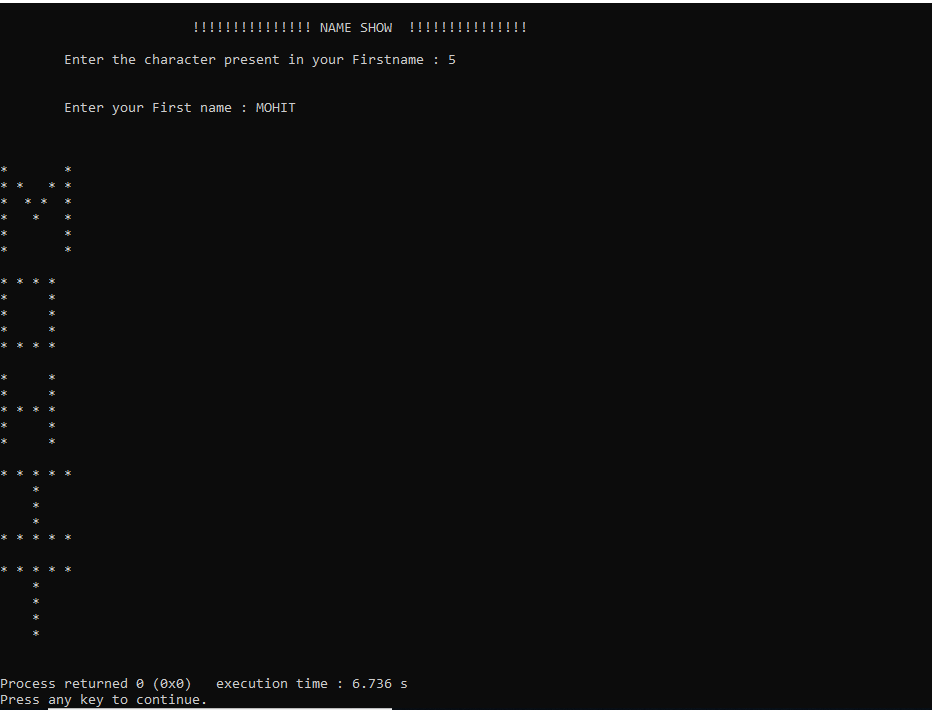 !!!!!!!!!!!!!!! NAME SHOW  !!!!!!!!!!!!!!!
Enter the character present in your Firstname : 5
Enter your First name : MOHIT
*       *
* *   * *
*  * *  *
*   *   *
*       *
*       *
* * * *
*     *
*     *
*     *
* * * *
*     *
*     *
* * * *
*     *
*     *
* * * * *
    *
    *
    *
* * * * *
* * * * *
    *
    *
    *
    *
Process returned 0 (0x0)   execution time : 6.736 s
Press any key to continue.